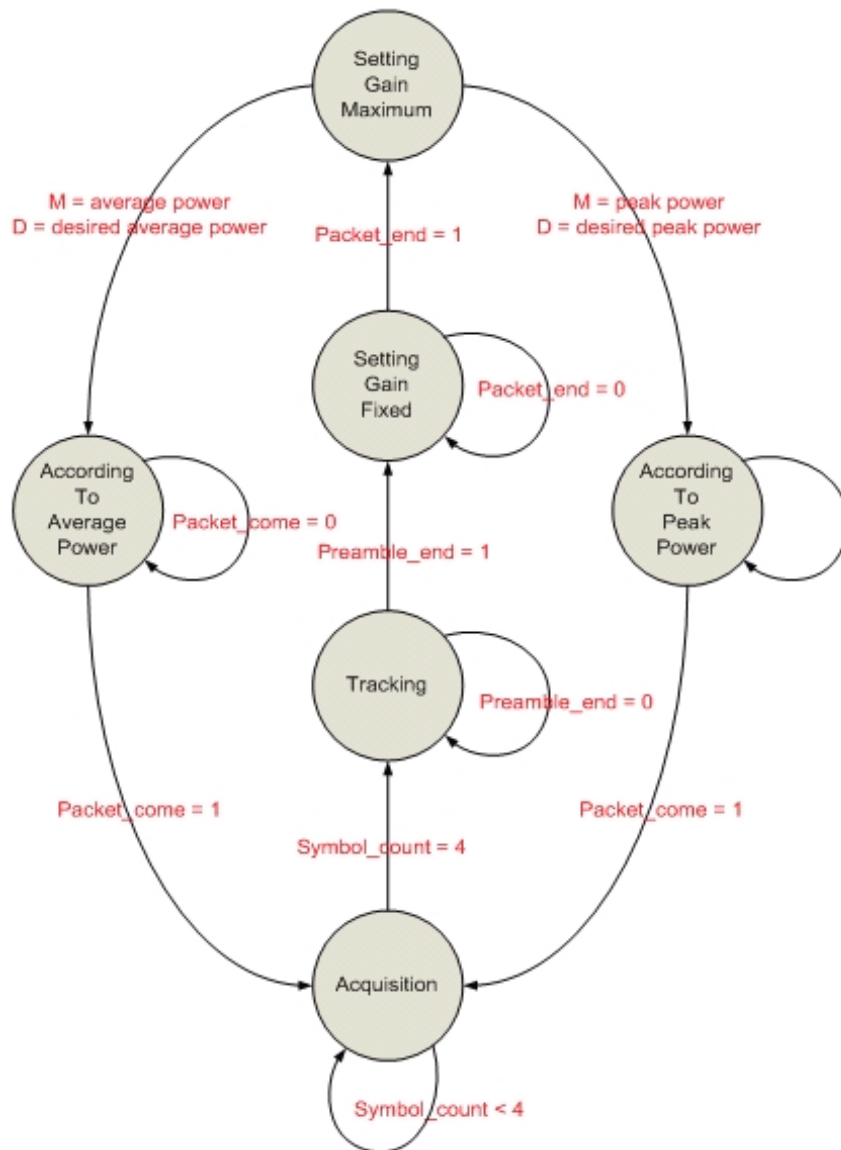 Setting
Gain
Maximum
M = average power
D = desired average power
M = peak power
D = desired peak power
Packet_end = 1
Setting
Gain
Fixed
Packet_end = 0
According
To
Average
Power
Packet_come = 0
According
To
Peak
Power
Preamble_end = 1
Tracking
Preamble_end = 0
Packet_come = 1
Packet_come = 1
Symbol_count = 4
Acquisition
Symbol_count < 4